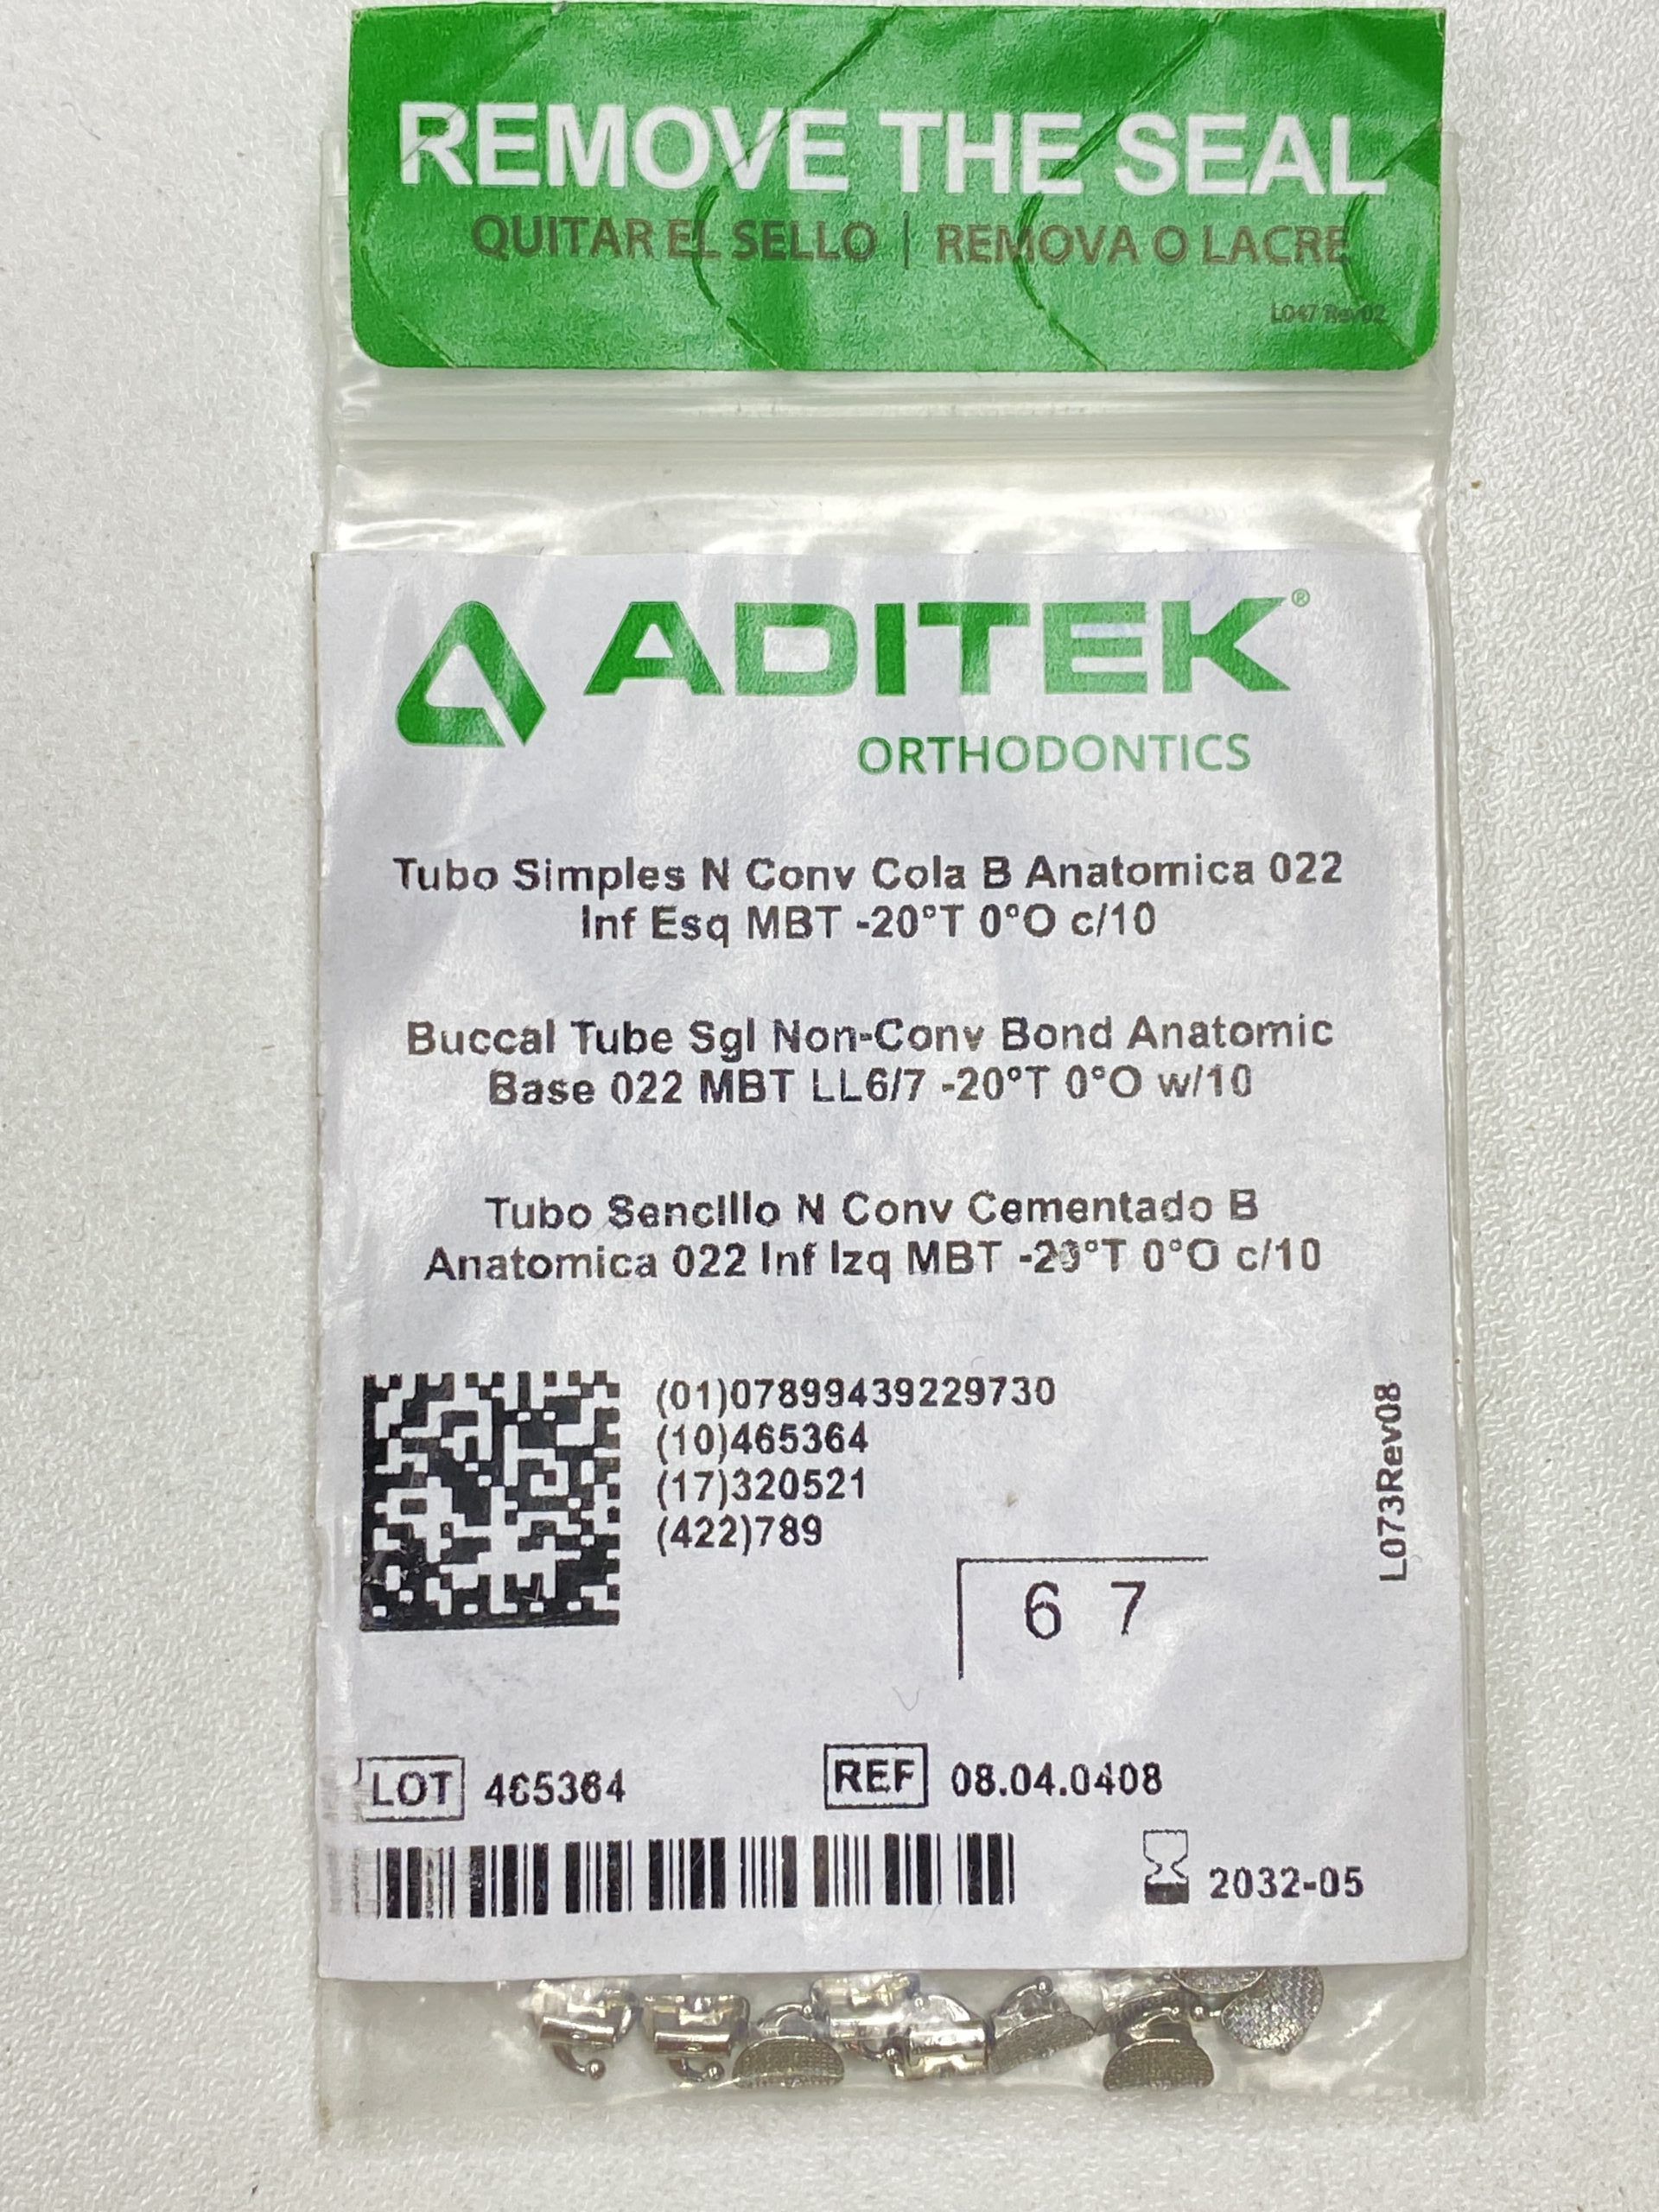 REMOVE THE SEAL
QUITAR EL SELLO | REMOVA O LACRE
L047 Rev02
ADITEK®
ORTHODONTICS
Tubo Simples N Conv Cola B Anatomica 022
Inf Esq MBT -20°T 0°O c/10
Buccal Tube Sgl Non-Conv Bond Anatomic
Base 022 MBT LL6/7 -20°T 0°O w/10
Tubo Sencillo N Conv Cementado B
Anatomica 022 Inf Izq MBT -20°T 0°O c/10
(01)07899439229730
(10)465364
(17)320521
(422)789
L073Rev08
6 7
LOT 465364
REF 08.04.0408
2032-05